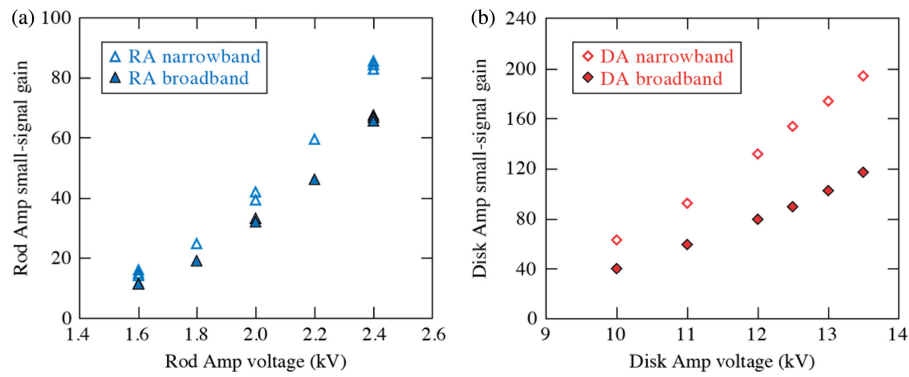 (a)
Rod Amp small-signal gain
100
80
60
40
20
0
RA narrowband
RA broadband
1.4 1.6 1.8 2.0 2.2 2.4 2.6
Rod Amp voltage (kV)
(b)
Disk Amp small-signal gain
240
200
160
120
80
40
0
DA narrowband
DA broadband
9 10 11 12 13 14
Disk Amp voltage (kV)